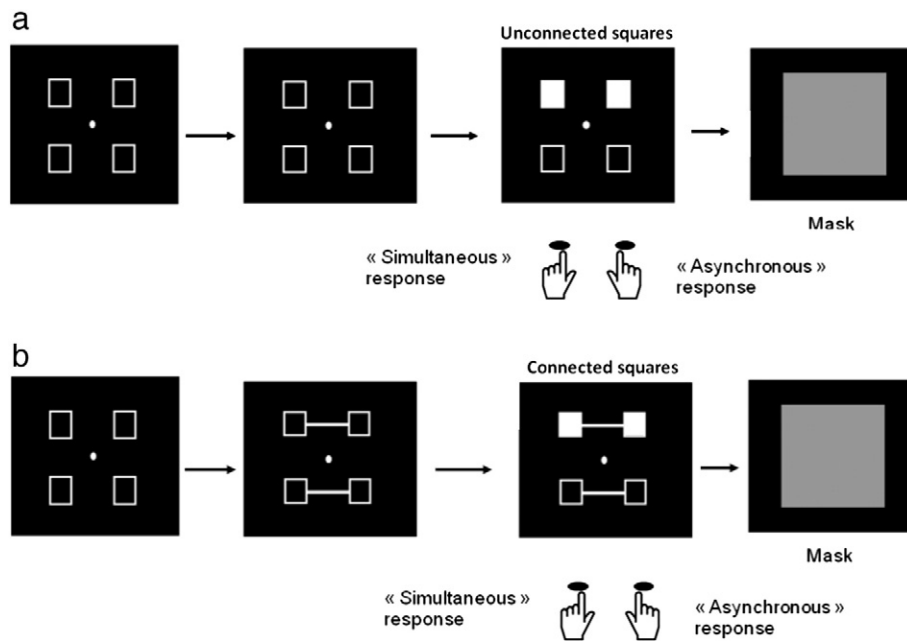 a
Unconnected squares
Mask
« Simultaneous »
response
« Asynchronous »
response
b
Connected squares
Mask
« Simultaneous »
response
« Asynchronous »
response